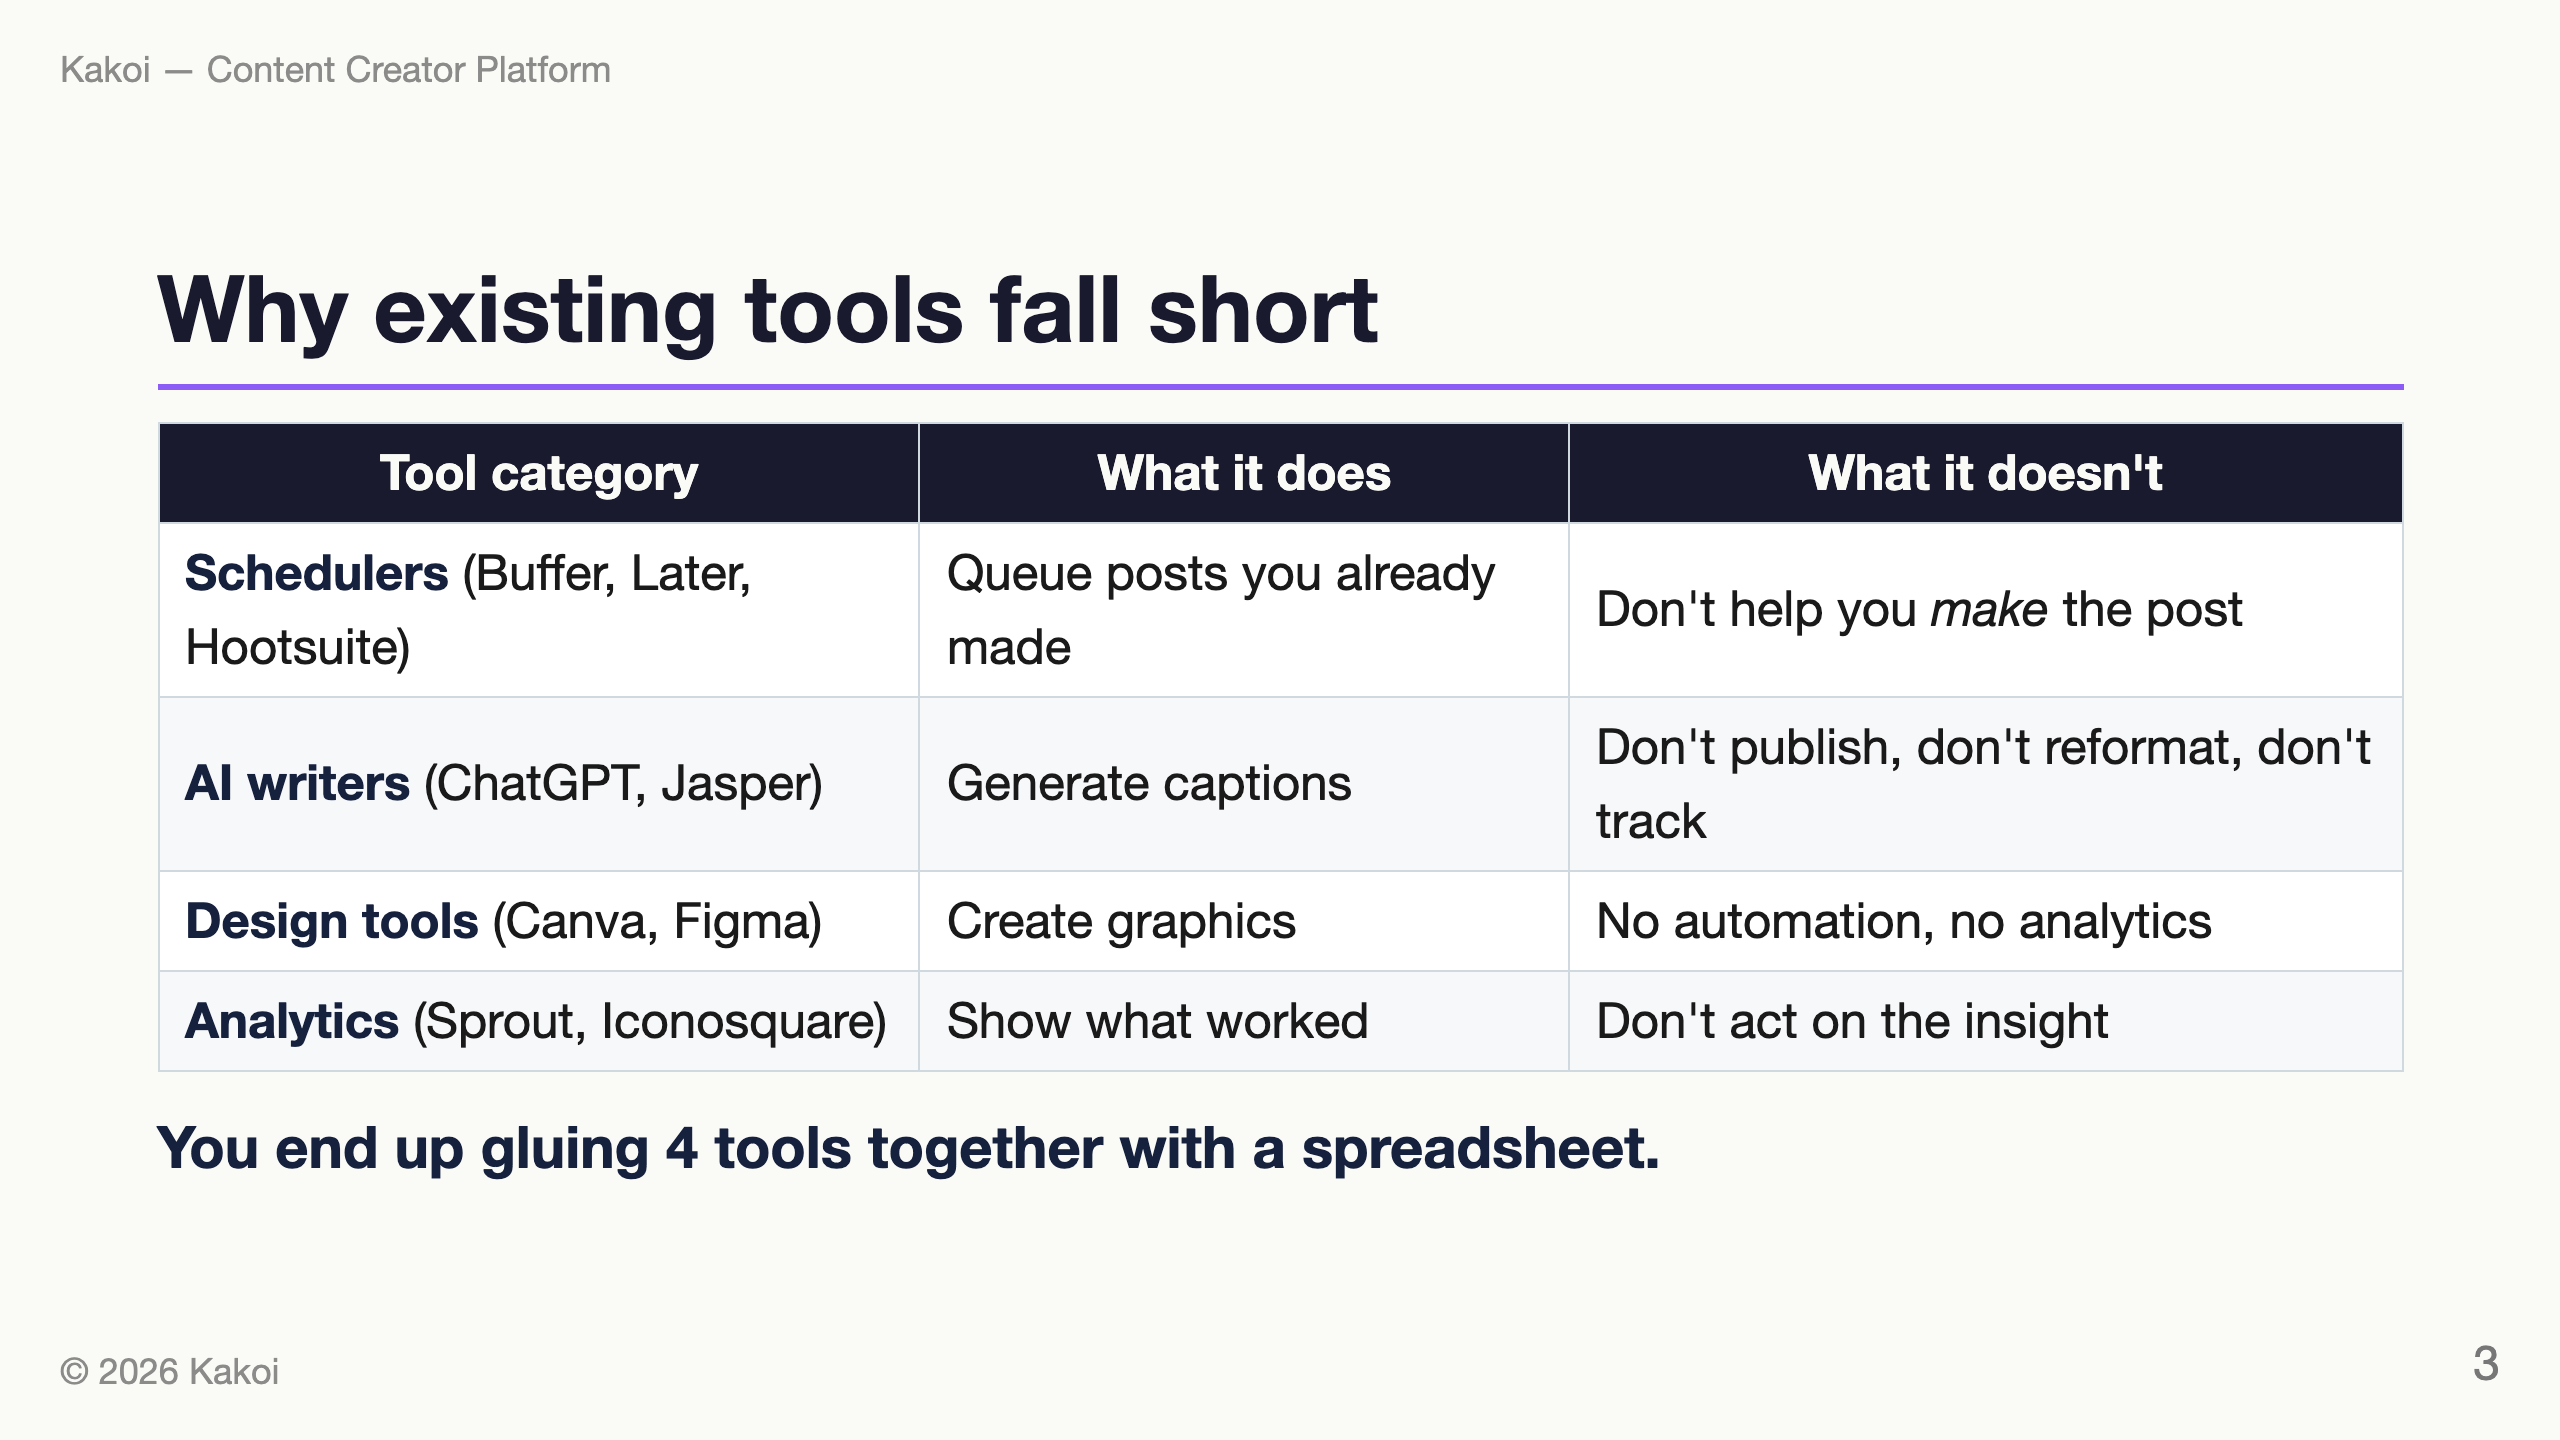 Kakoi — Content Creator Platform
Why existing tools fall short
Tool category What it does What it doesn't
Schedulers (Buffer, Later, Hootsuite) Queue posts you already made Don't help you make the post
AI writers (ChatGPT, Jasper) Generate captions Don't publish, don't reformat, don't track
Design tools (Canva, Figma) Create graphics No automation, no analytics
Analytics (Sprout, Iconosquare) Show what worked Don't act on the insight
You end up gluing 4 tools together with a spreadsheet.
© 2026 Kakoi
3